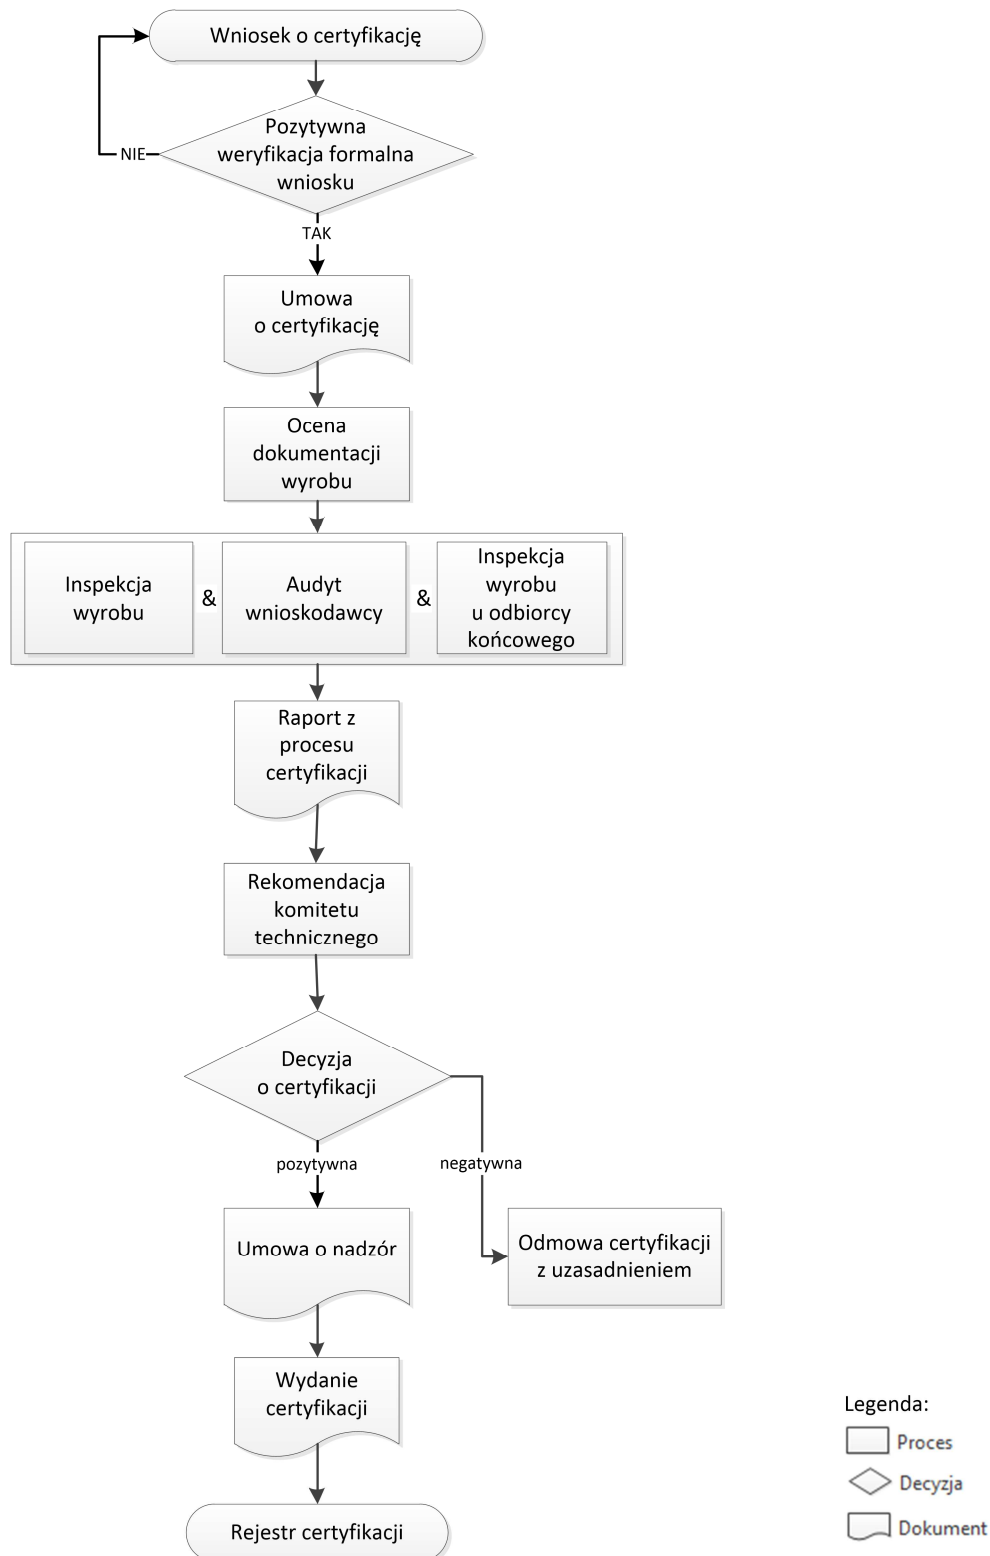 Wniosek o certyfikację
Pozytywna
weryfikacja formalna
wniosku
NIE
TAK
Umowa
o certyfikację
Ocena
dokumentacji
wyrobu
Inspekcja
wyrobu
&
Audyt
wnioskodawcy
&
Inspekcja
wyrobu
u odbiorcy
końcowego
Raport z
procesu
certyfikacji
Rekomendacja
komitetu
technicznego
Decyzja
o certyfikacji
pozytywna
negatywna
Umowa o nadzór
Odmowa certyfikacji
z uzasadnieniem
Wydanie
certyfikacji
Rejestr certyfikacji
Legenda:
Proces
Decyzja
Dokument